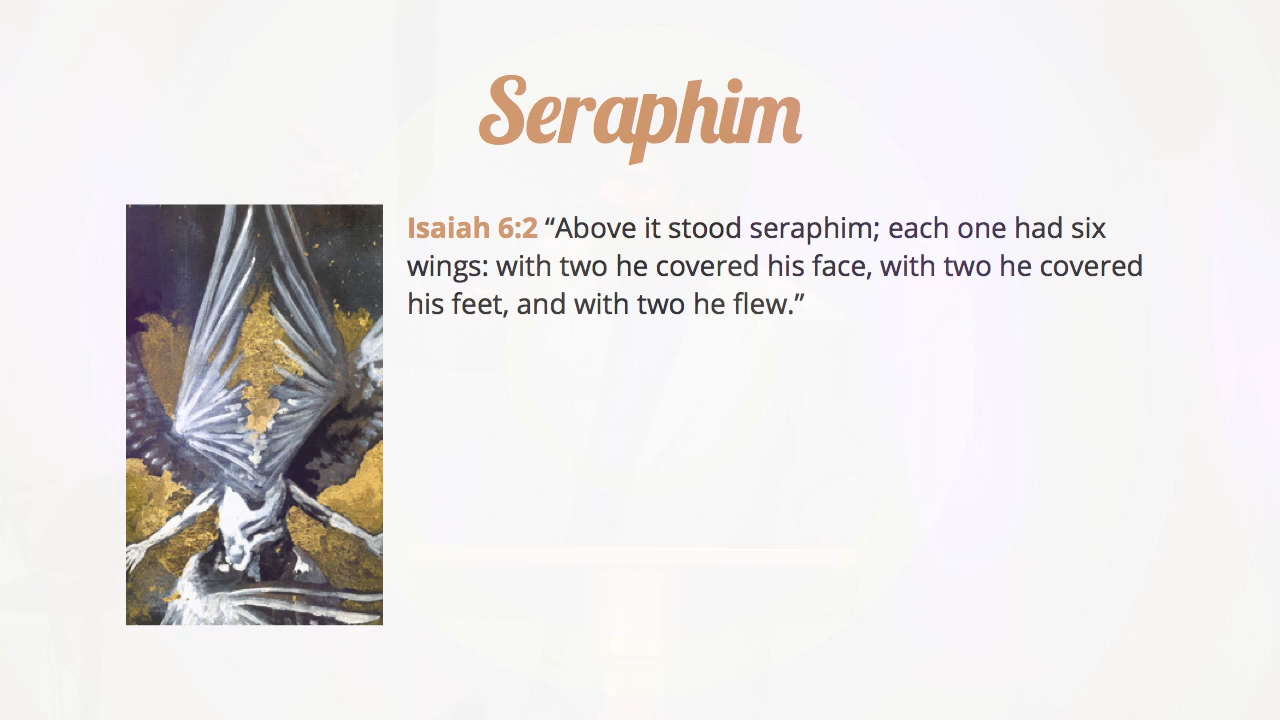 Seraphim
Isaiah 6:2 “Above it stood seraphim; each one had six
wings: with two he covered his face, with two he covered
his feet, and with two he flew.”